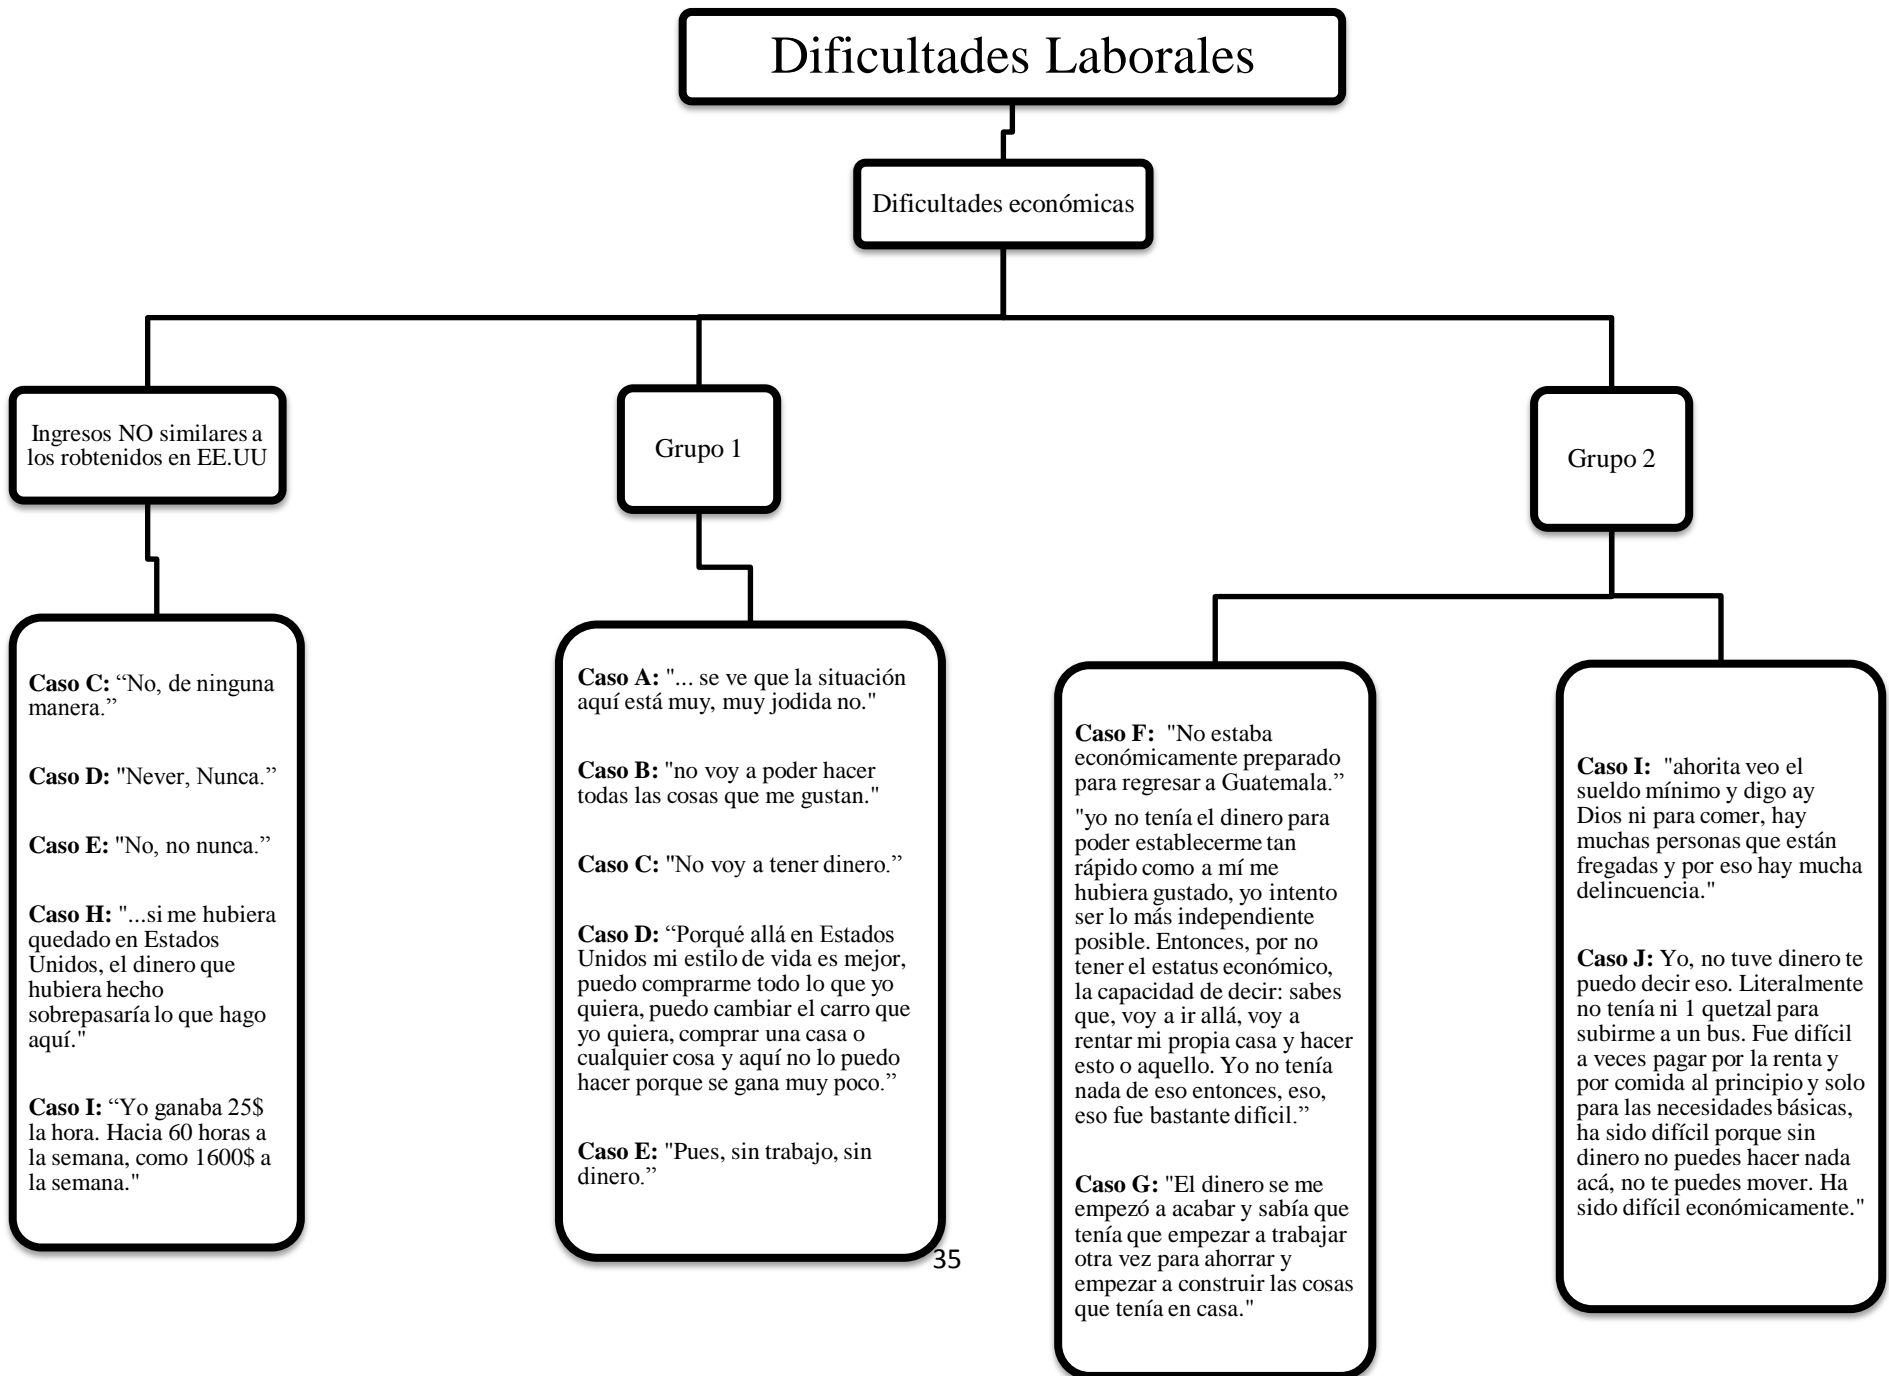 Dificultades Laborales
Dificultades económicas
Ingresos NO similares a
los robtenidos en EE.UU
Grupo 1
Grupo 2
Caso C: “No, de ninguna
manera.”
Caso D: "Never, Nunca.”
Caso E: "No, no nunca.”
Caso H: "...si me hubiera
quedado en Estados
Unidos, el dinero que
hubiera hecho
sobrepasaría lo que hago
aquí."
Caso I: “Yo ganaba 25$
la hora. Hacia 60 horas a
la semana, como 1600$ a
la semana."
Caso A: "... se ve que la situación
aquí está muy, muy jodida no."
Caso B: "no voy a poder hacer
todas las cosas que me gustan."
Caso C: "No voy a tener dinero.”
Caso D: “Porqué allá en Estados
Unidos mi estilo de vida es mejor,
puedo comprarme todo lo que yo
quiera, puedo cambiar el carro que
yo quiera, comprar una casa o
cualquier cosa y aquí no lo puedo
hacer porque se gana muy poco.”
Caso E: "Pues, sin trabajo, sin
dinero.”
Caso F: "No estaba
económicamente preparado
para regresar a Guatemala.”
"yo no tenía el dinero para
poder establecerme tan
rápido como a mí me
hubiera gustado, yo intento
ser lo más independiente
posible. Entonces, por no
tener el estatus económico,
la capacidad de decir: sabes
que, voy a ir allá, voy a
rentar mi propia casa y hacer
esto o aquello. Yo no tenía
nada de eso entonces, eso,
eso fue bastante difícil.”
Caso G: "El dinero se me
empezó a acabar y sabía que
tenía que empezar a trabajar
otra vez para ahorrar y
empezar a construir las cosas
que tenía en casa."
Caso I: "ahorita veo el
sueldo mínimo y digo ay
Dios ni para comer, hay
muchas personas que están
fregadas y por eso hay mucha
delincuencia."
Caso J: Yo, no tuve dinero te
puedo decir eso. Literalmente
no tenía ni 1 quetzal para
subirme a un bus. Fue difícil
a veces pagar por la renta y
por comida al principio y solo
para las necesidades básicas,
ha sido difícil porque sin
dinero no puedes hacer nada
acá, no te puedes mover. Ha
sido difícil económicamente."
35